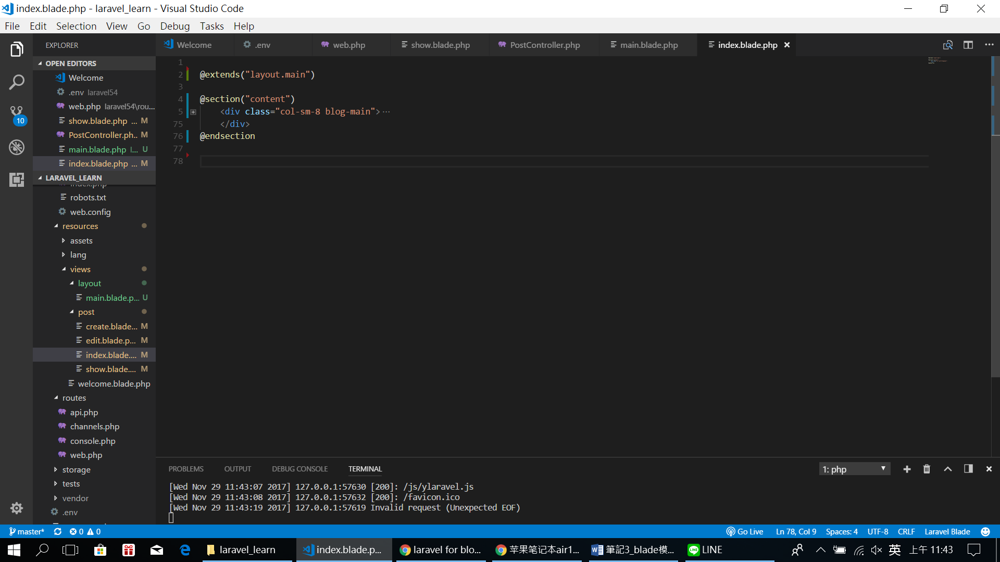 index.blade.php - laravel_learn - Visual Studio Code
File Edit Selection View Go Debug Tasks Help
EXPLORER
Welcome
.env
web.php
show.blade.php
PostController.php
main.blade.php
index.blade.php
OPEN EDITORS
Welcome
.env laravel54
web.php laravel54\rou...
show.blade.php ... M
PostController.ph.. M
main.blade.php l... U
index.blade.php ... M
LARAVEL_LEARN
index.php
robots.txt
web.config
resources
assets
lang
views
layout
main.blade.p... U
post
create.blade... M
edit.blade.p... M
index.blade.... M
show.blade.... M
welcome.blade.php
routes
api.php
channels.php
console.php
web.php
storage
tests
vendor
.env
1
2 @extends("layout.main")
3
4 @section("content")
5 <div class="col-sm-8 blog-main">...
75 </div>
76 @endsection
77
78
PROBLEMS OUTPUT DEBUG CONSOLE TERMINAL
1: php
[Wed Nov 29 11:43:07 2017] 127.0.0.1:57630 [200]: /js/ylaravel.js
[Wed Nov 29 11:43:08 2017] 127.0.0.1:57632 [200]: /favicon.ico
[Wed Nov 29 11:43:19 2017] 127.0.0.1:57619 Invalid request (Unexpected EOF)
10
master* 0 0 Go Live Ln 78, Col 9 Spaces: 4 UTF-8 CRLF Laravel Blade
laravel_learn
index.blade.p...
laravel for blo...
苹果笔记本air1...
筆記3_blade模...
LINE
LINE
英
上午 11:43